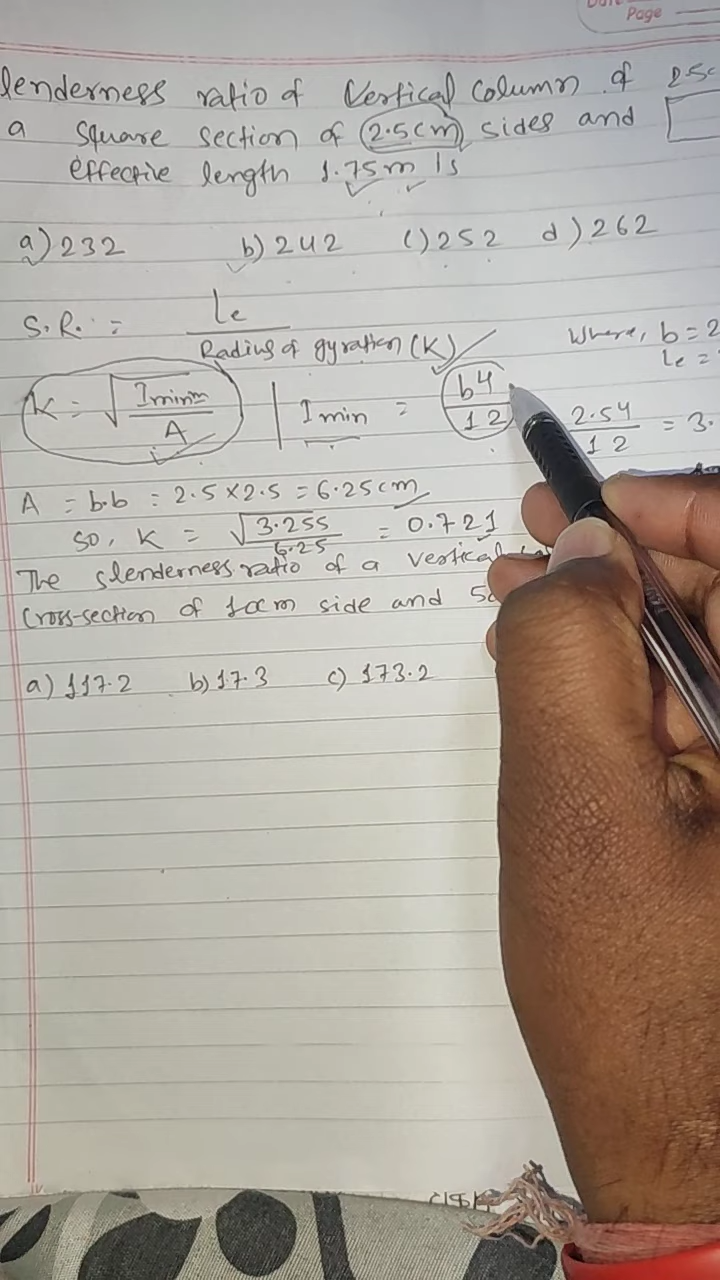 Page
lenderness ratio of Vertical Column of
a square section of 2.5cm sides and
effective length 1.75m is
a) 232 b) 242 c) 252 d) 262
S.R. = le
Radius of gyration (K)
Where, b = 2
le =
K = √Imin
A
I min = b4
12
2.54
12
= 3.
A = b.b = 2.5 × 2.5 = 6.25cm
so, K = √3.255
6.25
= 0.721
The slenderness ratio of a vertical
Cross-section of 10cm side and
a) 117.2 b) 17.3 c) 173.2